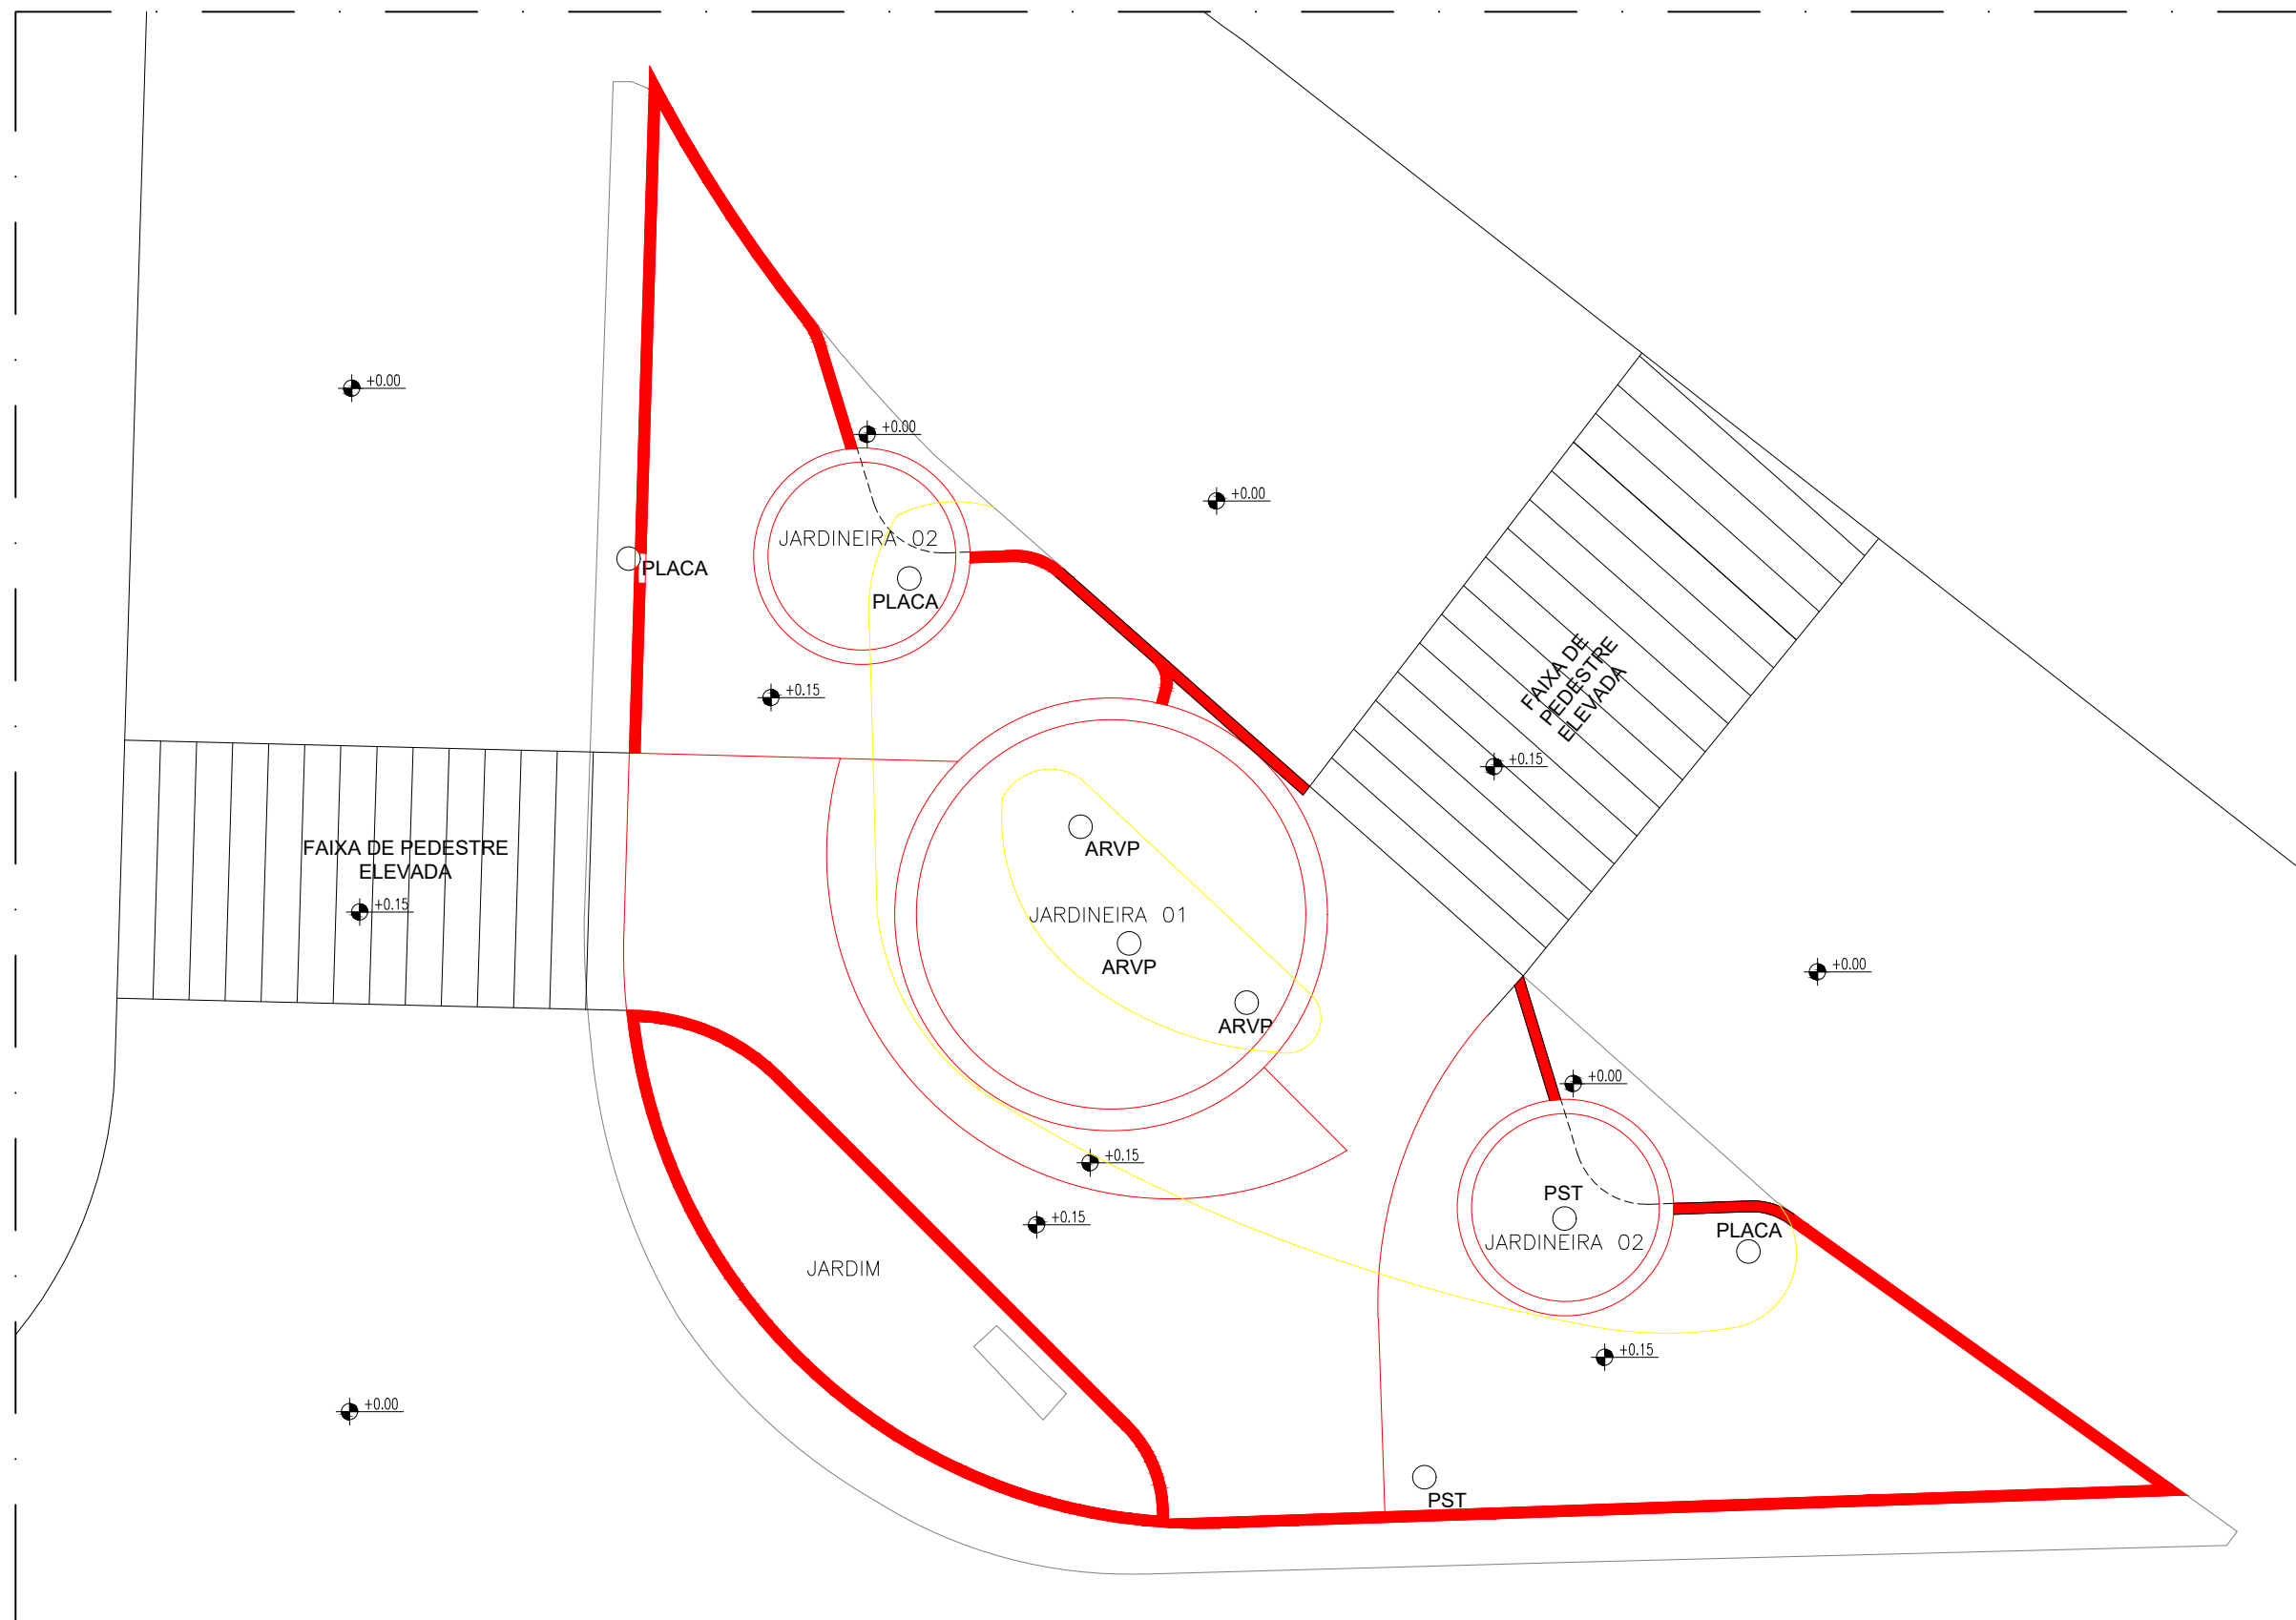 +0.00
+0.00
+0.00
JARDINEIRA 02
PLACA
PLACA
+0.15
FAIXA DE
PEDESTRE
ELEVADA
+0.15
FAIXA DE PEDESTRE
ELEVADA
+0.15
ARVP
JARDINEIRA 01
ARVP
ARVP
+0.00
+0.00
+0.15
PST
JARDINEIRA 02
PLACA
+0.15
JARDIM
+0.15
+0.00
PST